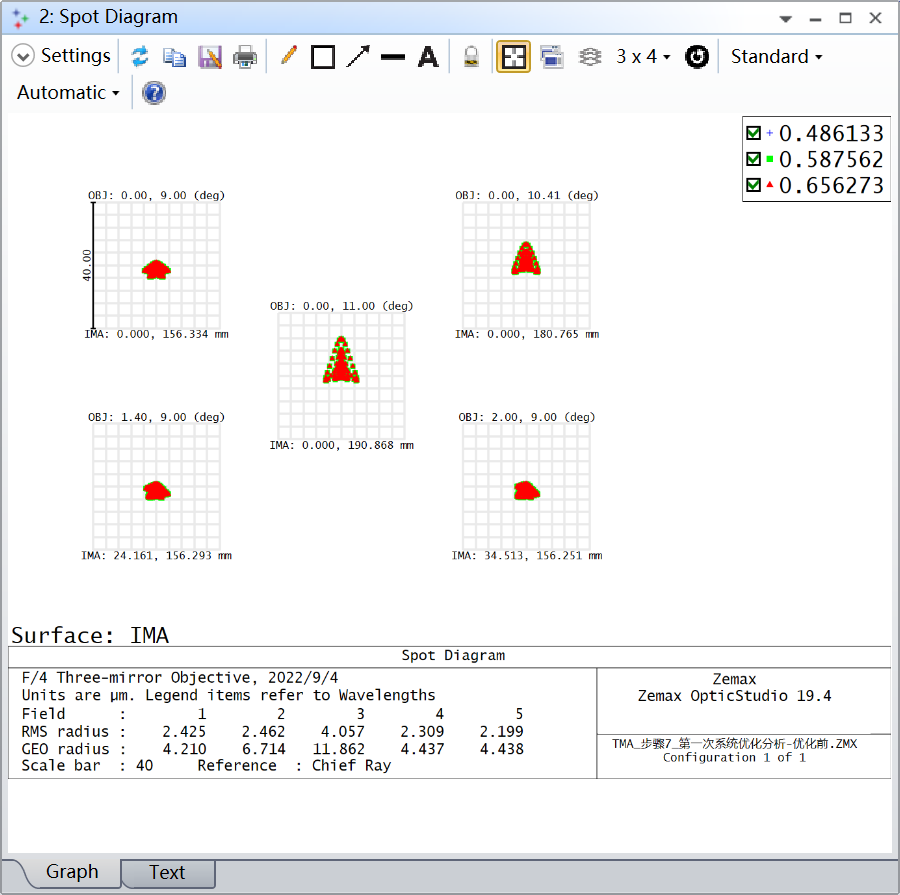 2: Spot Diagram
Settings
3 x 4
Standard
Automatic
0.486133
0.587562
0.656273
OBJ: 0.00, 9.00 (deg)
40.00
IMA: 0.000, 156.334 mm
OBJ: 0.00, 10.41 (deg)
IMA: 0.000, 180.765 mm
OBJ: 0.00, 11.00 (deg)
IMA: 0.000, 190.868 mm
OBJ: 1.40, 9.00 (deg)
IMA: 24.161, 156.293 mm
OBJ: 2.00, 9.00 (deg)
IMA: 34.513, 156.251 mm
Surface: IMA
Spot Diagram
F/4 Three-mirror Objective, 2022/9/4
Units are µm. Legend items refer to Wavelengths
Field : 1 2 3 4 5
RMS radius : 2.425 2.462 4.057 2.309 2.199
GEO radius : 4.210 6.714 11.862 4.437 4.438
Scale bar : 40 Reference : Chief Ray
Zemax
Zemax OpticStudio 19.4
TMA_步骤7_第一次系统优化分析-优化前.ZMX
Configuration 1 of 1
Graph
Text